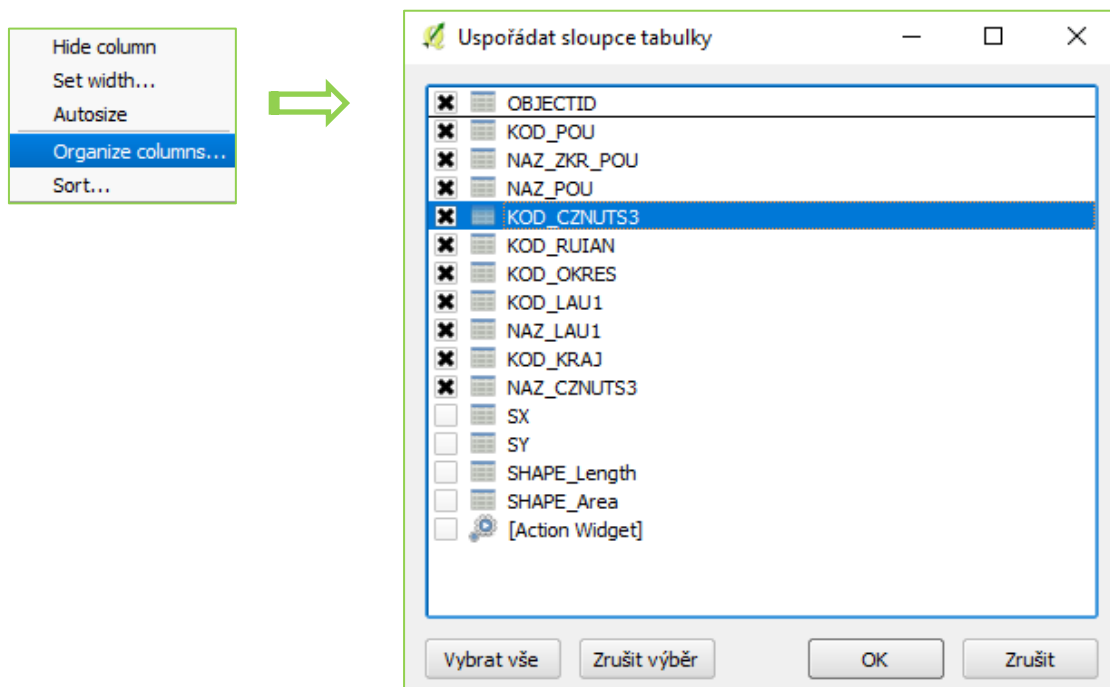 Hide column
Set width...
Autosize
Organize columns...
Sort...
Uspořádat sloupce tabulky
OBJECTID
KOD_POU
NAZ_ZKR_POU
NAZ_POU
KOD_CZNUTS3
KOD_RUIAN
KOD_OKRES
KOD_LAU1
NAZ_LAU1
KOD_KRAJ
NAZ_CZNUTS3
SX
SY
SHAPE_Length
SHAPE_Area
[Action Widget]
Vybrat vše
Zrušit výběr
OK
Zrušit